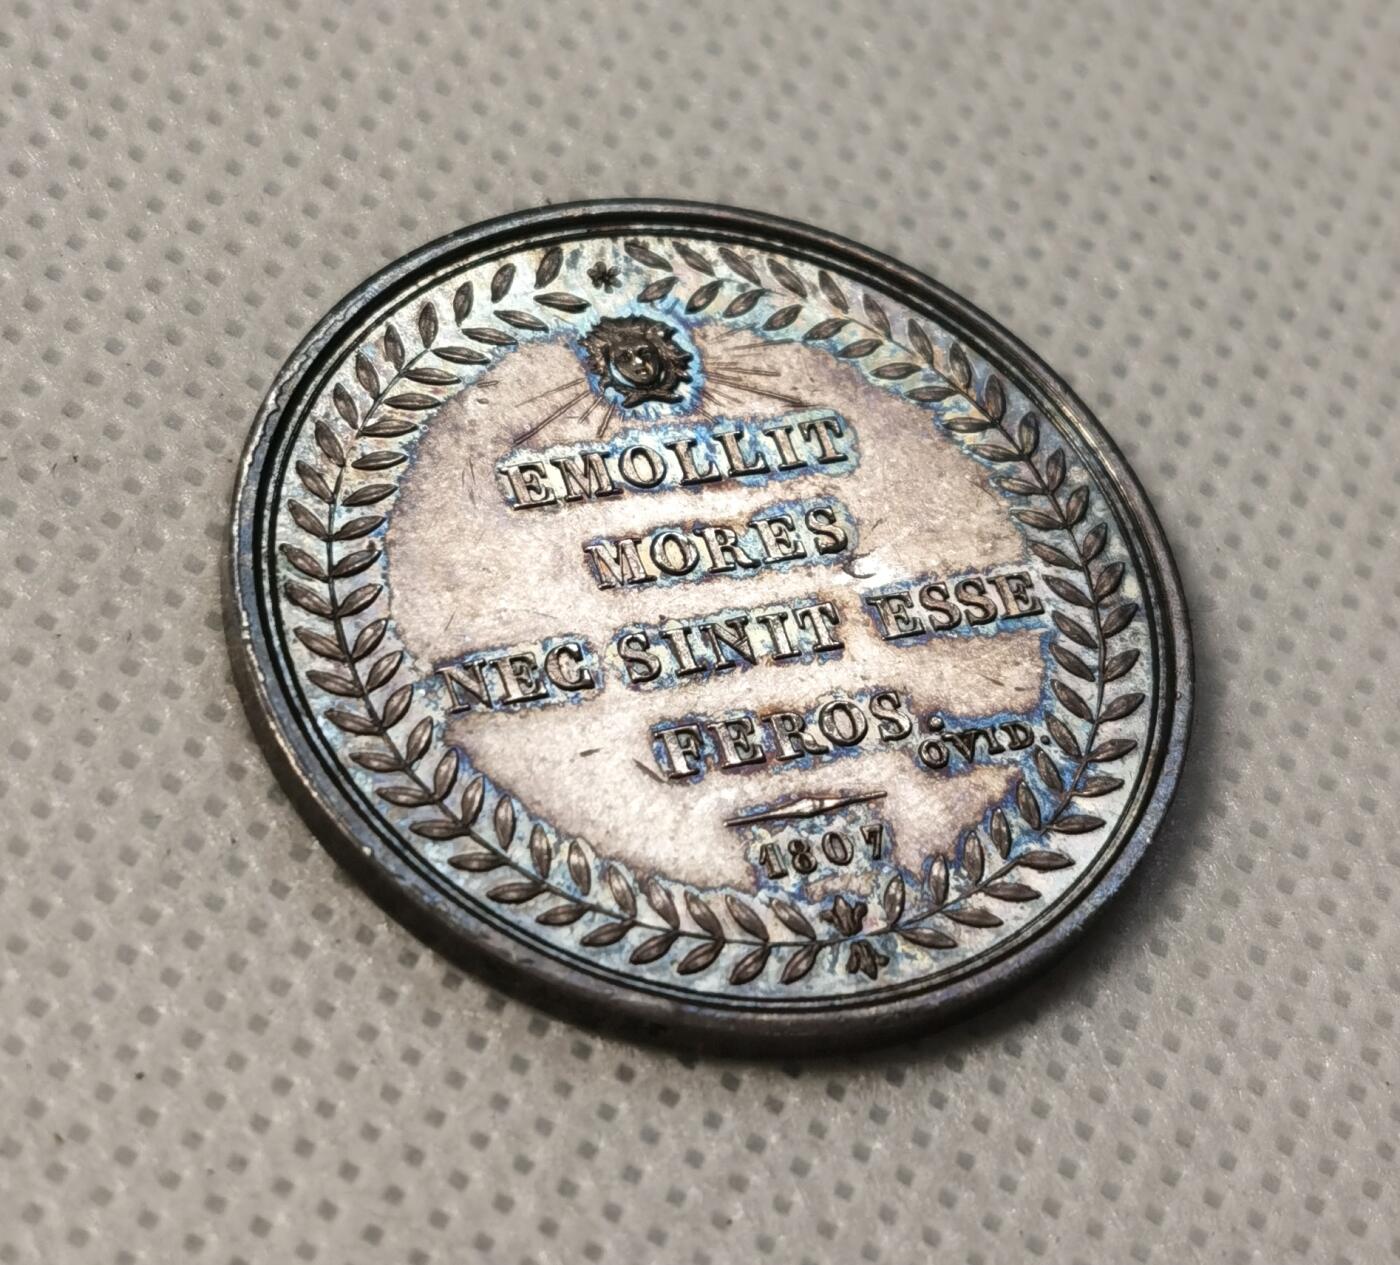 EMOLLIT
MORES
NEC SINIT ESSE
FEROS.
OVID.
1807